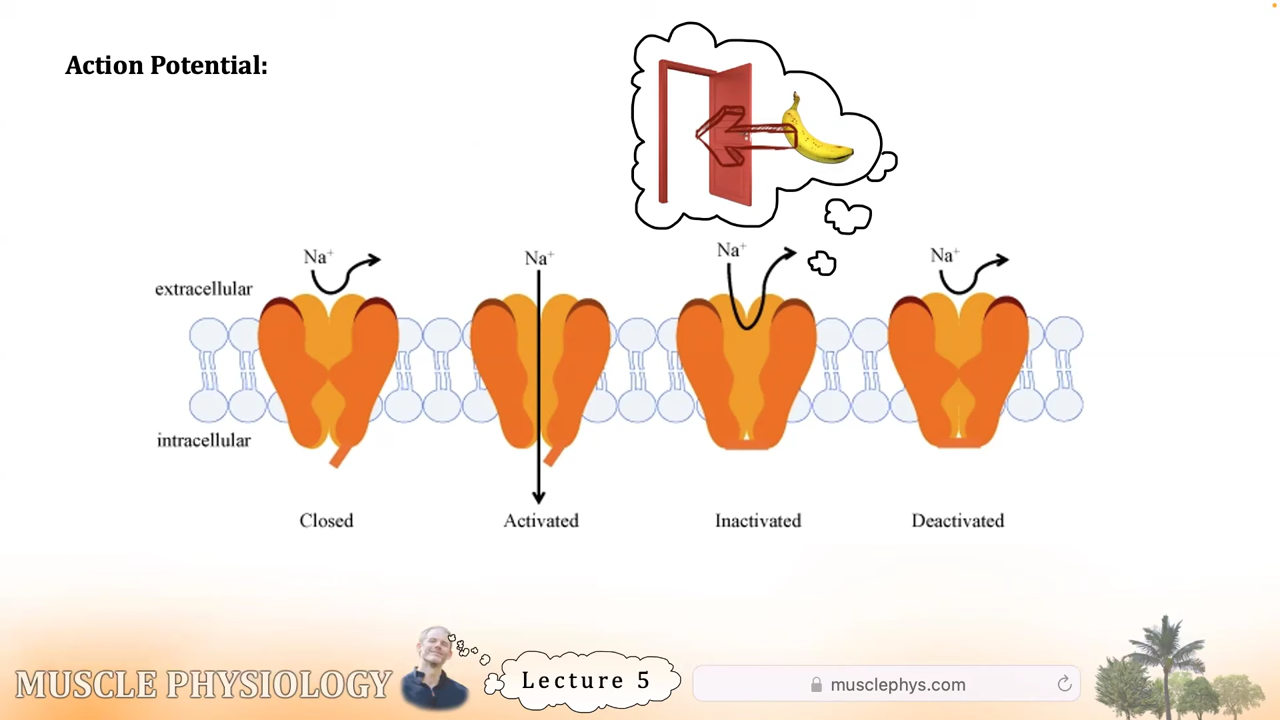 Action Potential:
Na⁺ Na⁺ Na⁺ Na⁺
extracellular
intracellular
Closed Activated Inactivated Deactivated
MUSCLE PHYSIOLOGY
Lecture 5
musclephys.com